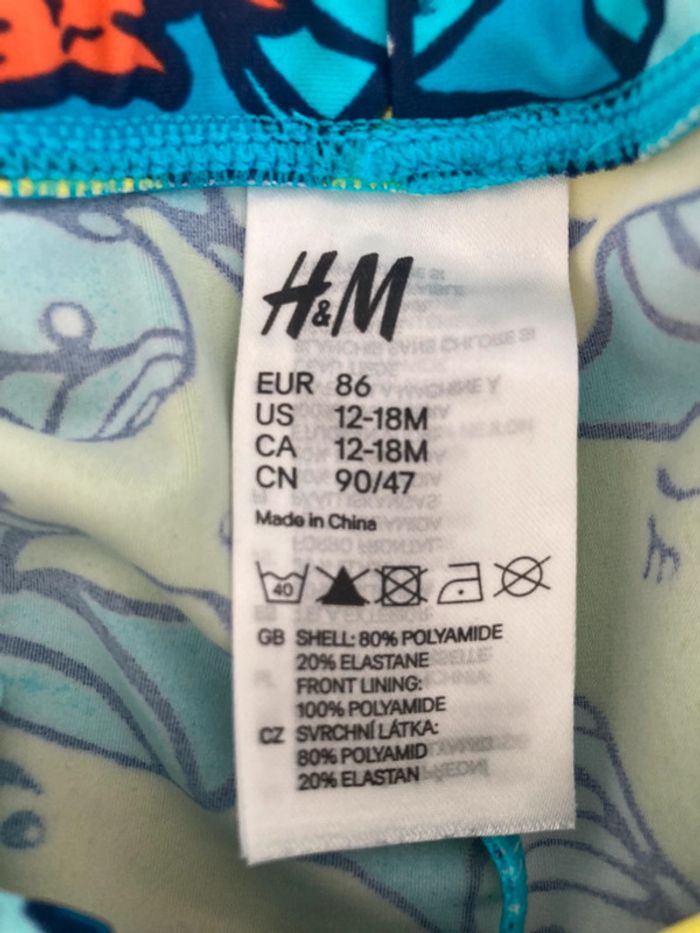 H&M
EUR 86
US 12-18M
CA 12-18M
CN 90/47
Made in China
40
GB SHELL: 80% POLYAMIDE
20% ELASTANE
FRONT LINING:
100% POLYAMIDE
CZ SVRCHNÍ LÁTKA:
80% POLYAMID
20% ELASTAN